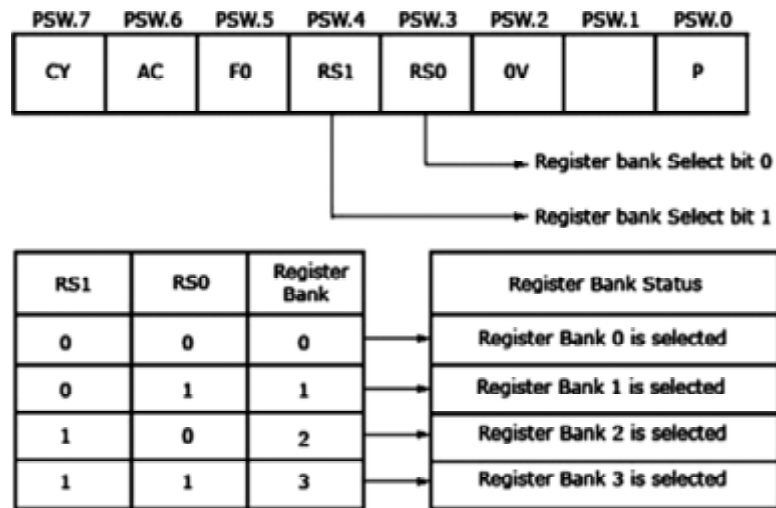 PSW.7 PSW.6 PSW.5 PSW.4 PSW.3 PSW.2 PSW.1 PSW.0
CY AC F0 RS1 RS0 0V P
Register bank Select bit 0
Register bank Select bit 1
RS1 RS0 Register Bank Register Bank Status
0 0 0 Register Bank 0 is selected
0 1 1 Register Bank 1 is selected
1 0 2 Register Bank 2 is selected
1 1 3 Register Bank 3 is selected